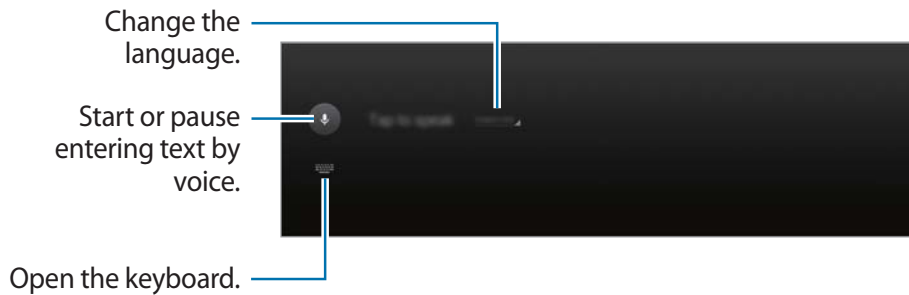 Change the
language.
Start or pause
entering text by
voice.
Tap to speak
Open the keyboard.